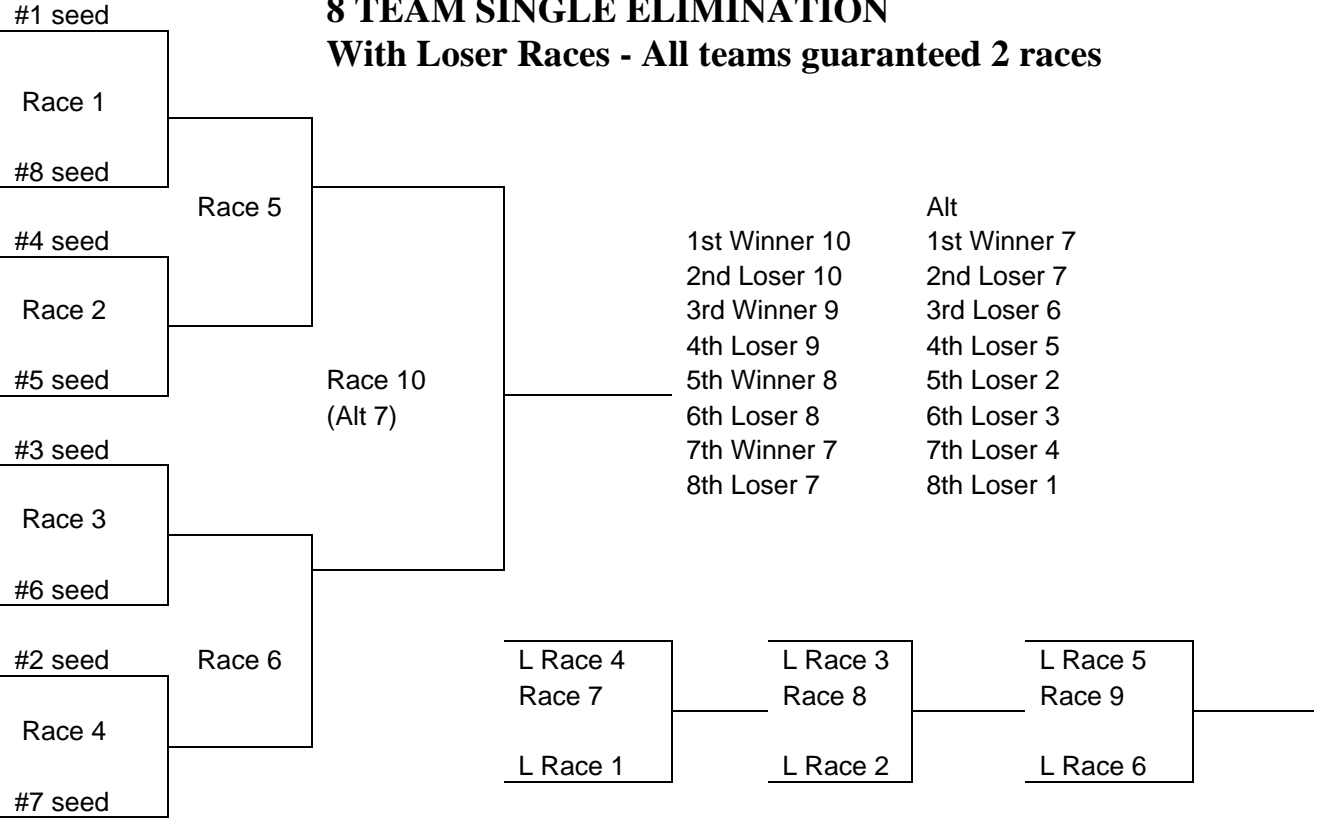 #1 seed
8 TEAM SINGLE ELIMINATION
With Loser Races - All teams guaranteed 2 races
Race 1
#8 seed
Race 5
Alt
#4 seed
1st Winner 10
1st Winner 7
2nd Loser 10
2nd Loser 7
Race 2
3rd Winner 9
3rd Loser 6
4th Loser 9
4th Loser 5
#5 seed
Race 10
5th Winner 8
5th Loser 2
(Alt 7)
6th Loser 8
6th Loser 3
#3 seed
7th Winner 7
7th Loser 4
8th Loser 7
8th Loser 1
Race 3
#6 seed
#2 seed
Race 6
L Race 4
L Race 3
L Race 5
Race 7
Race 8
Race 9
Race 4
L Race 1
L Race 2
L Race 6
#7 seed